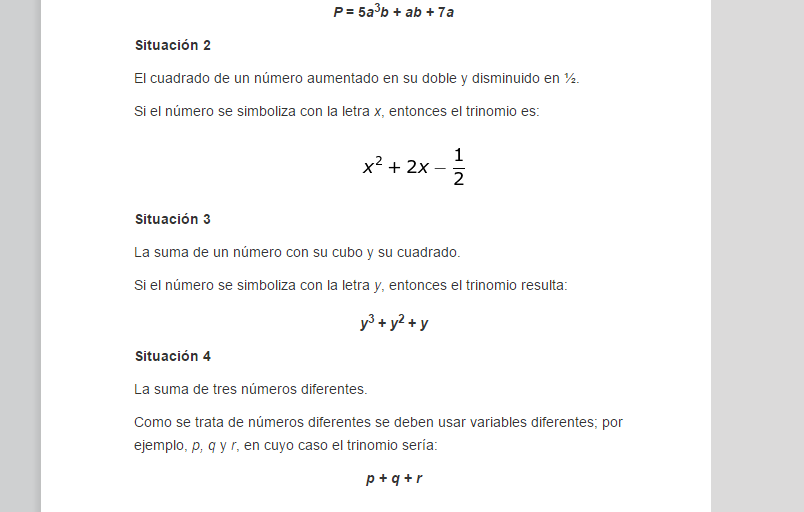 P = 5a³b + ab + 7a
Situación 2
El cuadrado de un número aumentado en su doble y disminuido en ½.
Si el número se simboliza con la letra x, entonces el trinomio es:
x² + 2x – 1/2
Situación 3
La suma de un número con su cubo y su cuadrado.
Si el número se simboliza con la letra y, entonces el trinomio resulta:
y³ + y² + y
Situación 4
La suma de tres números diferentes.
Como se trata de números diferentes se deben usar variables diferentes; por
ejemplo, p, q y r, en cuyo caso el trinomio sería:
p + q + r